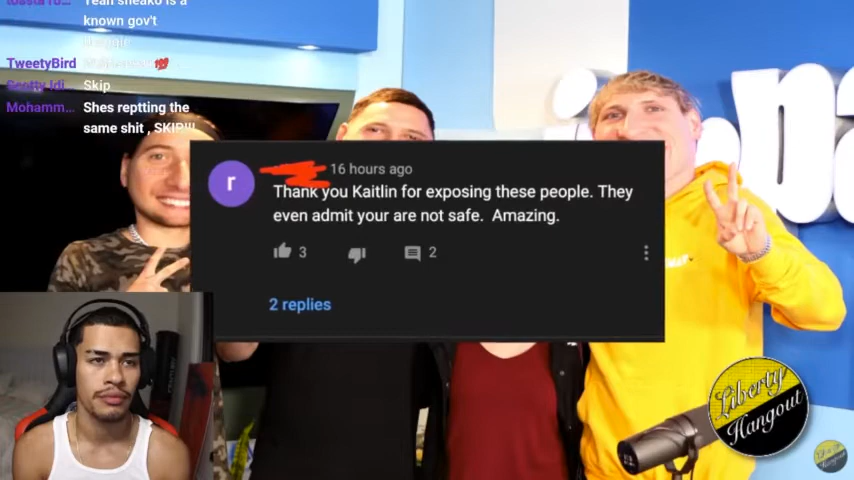 Yeah sneako is a
known gov't
TweetyBird
Skip
Mohamm... Shes reptting the
same shit , SKIP!!!
16 hours ago
r
Thank you Kaitlin for exposing these people. They
even admit your are not safe. Amazing.
3
2
2 replies
Liberty
Hangout